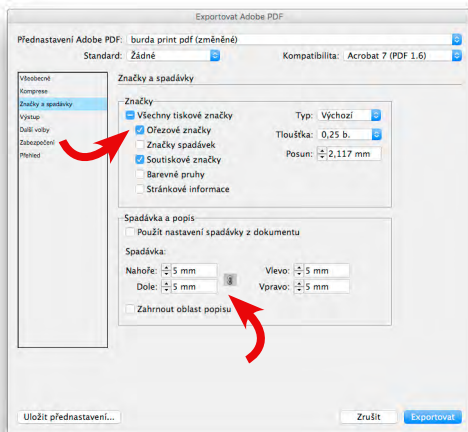 Exportovat Adobe PDF
Přednastavení Adobe PDF: burda print pdf (změněné)
Standard: Žádné Kompatibilita: Acrobat 7 (PDF 1.6)
Všeobecné
Komprese
Značky a spadávky
Výstup
Další volby
Zabezpečení
Přehled
Značky a spadávky
Značky
Všechny tiskové značky
Ořezové značky
Značky spadávek
Soutiskové značky
Barevné pruhy
Stránkové informace
Typ: Výchozí
Tloušťka: 0,25 b.
Posun: 2,117 mm
Spadávka a popis
Použít nastavení spadávky z dokumentu
Spadávka:
Nahoře: 5 mm Vlevo: 5 mm
Dole: 5 mm Vpravo: 5 mm
Zahrnout oblast popisu
Uložit přednastavení... Zrušit Exportovat